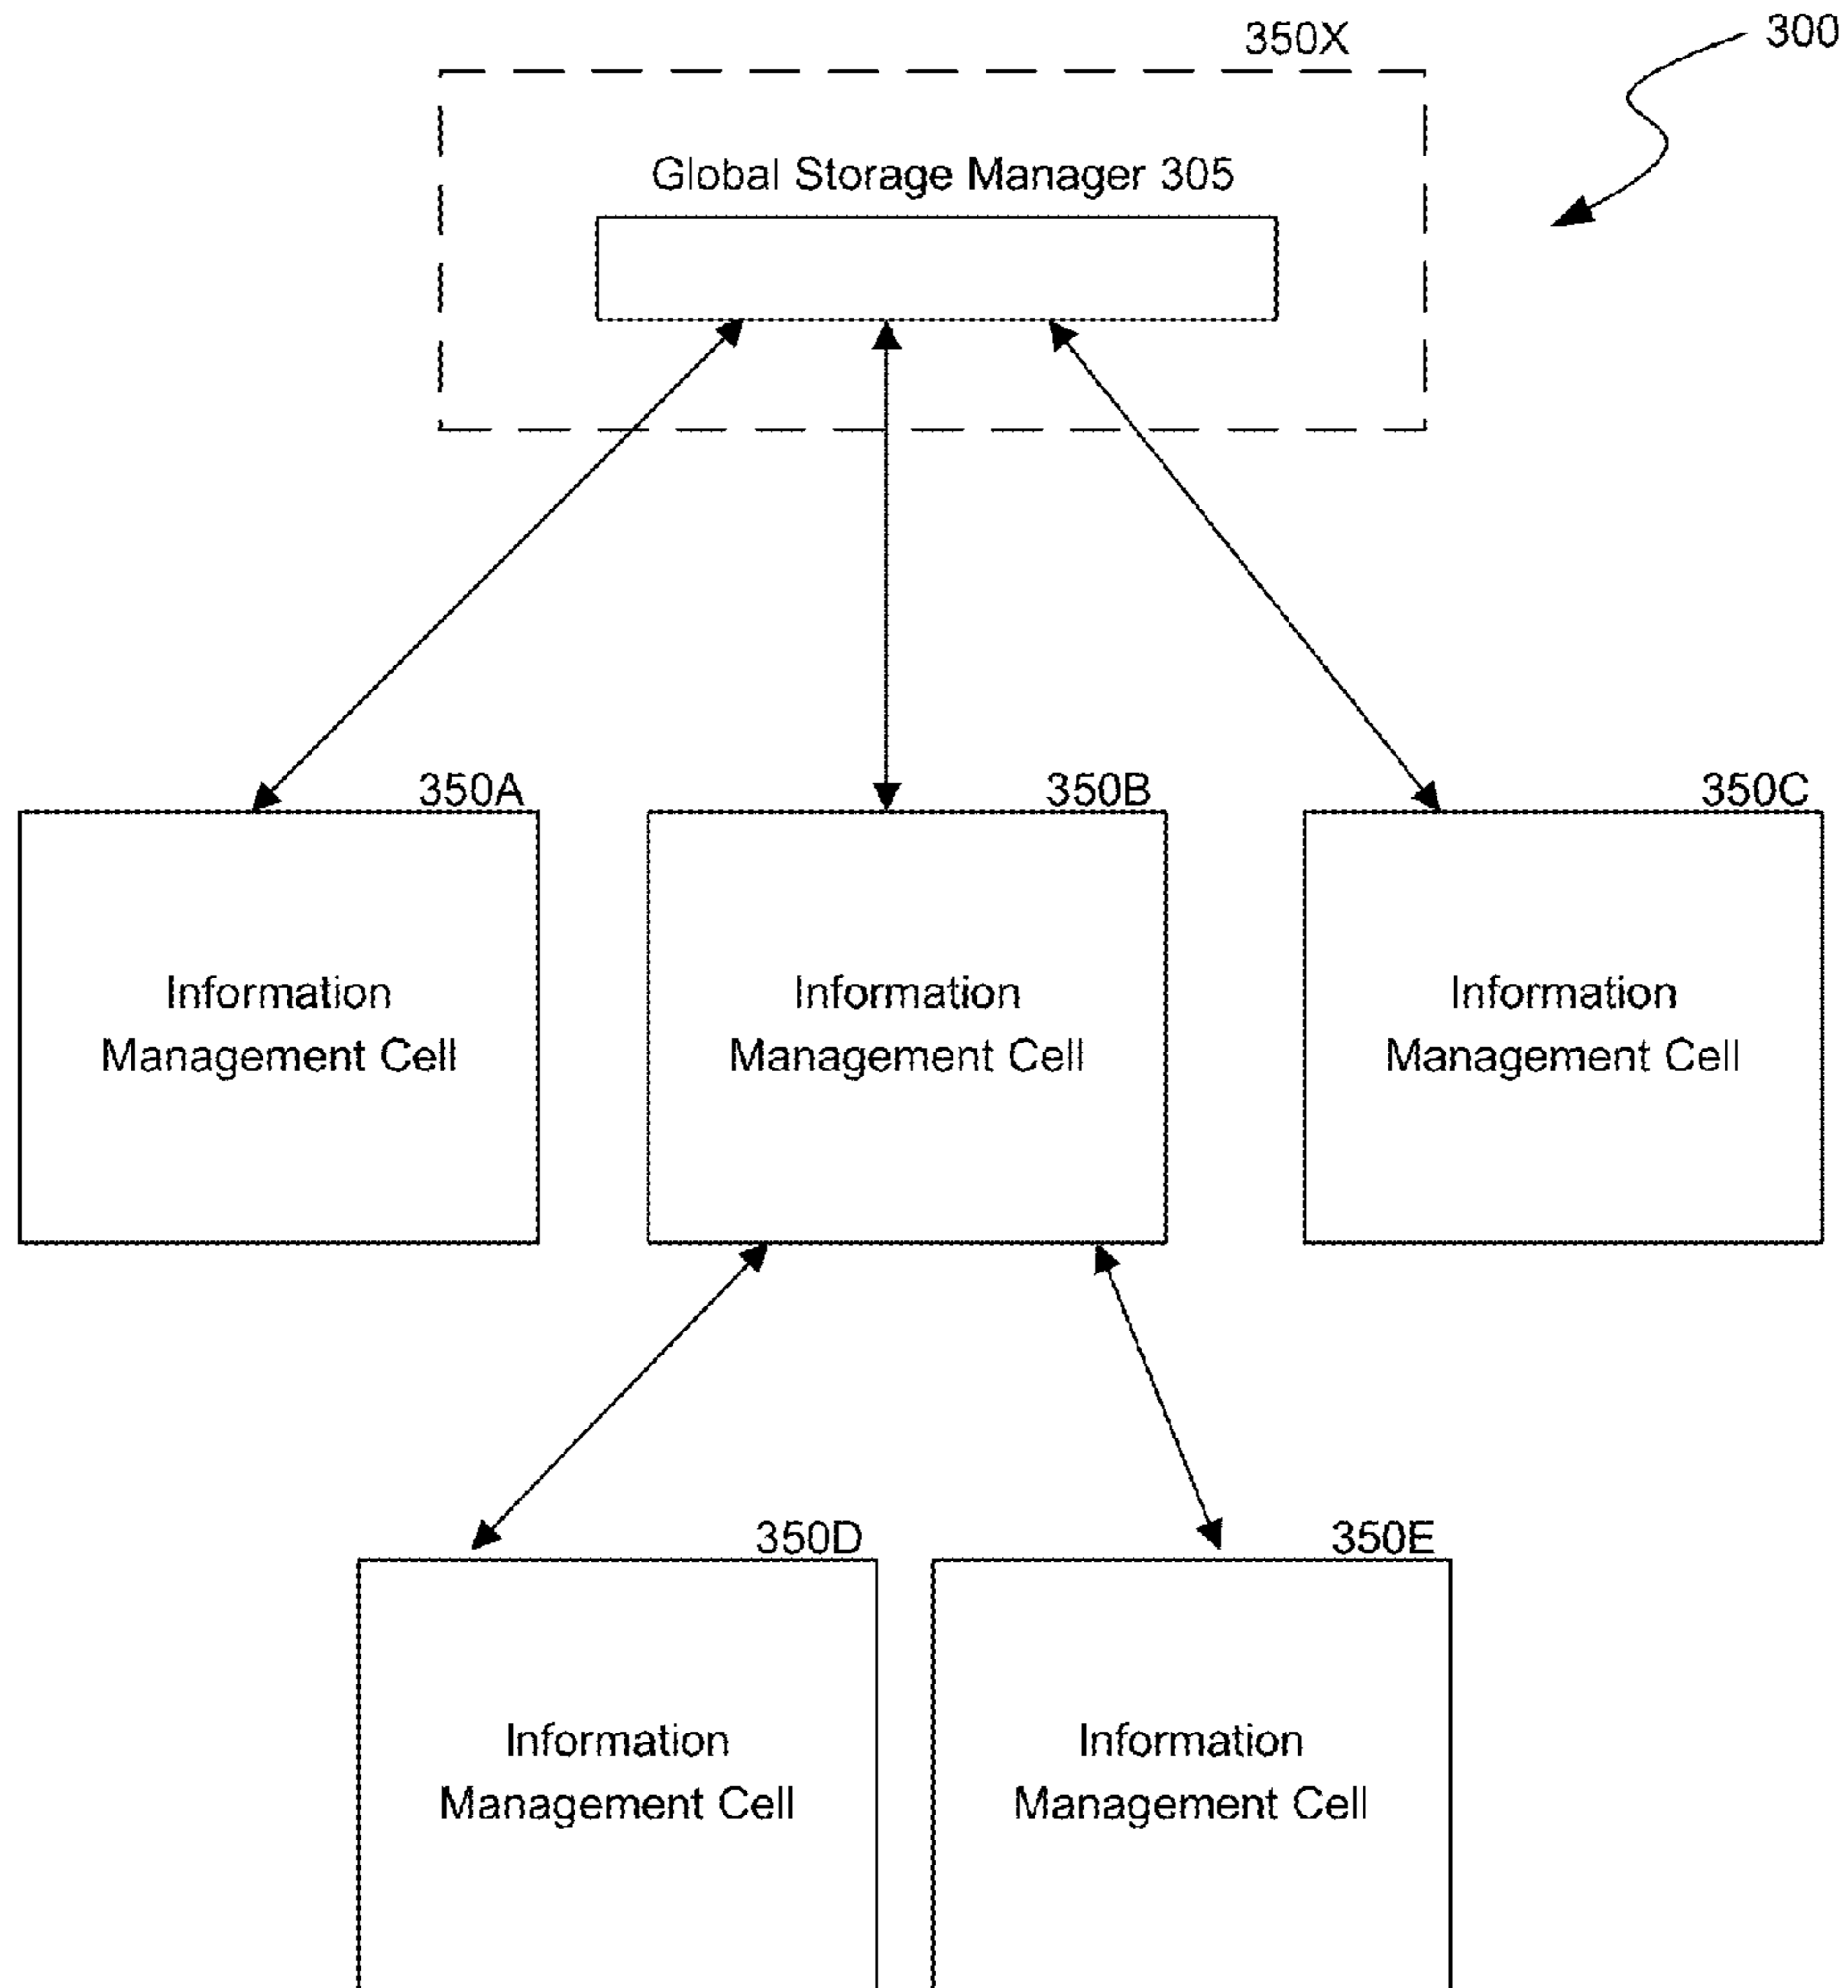 350X
300
Global Storage Manager 305
350A
350B
350C
Information
Management Cell
Information
Management Cell
Information
Management Cell
350D
350E
Information
Management Cell
Information
Management Cell